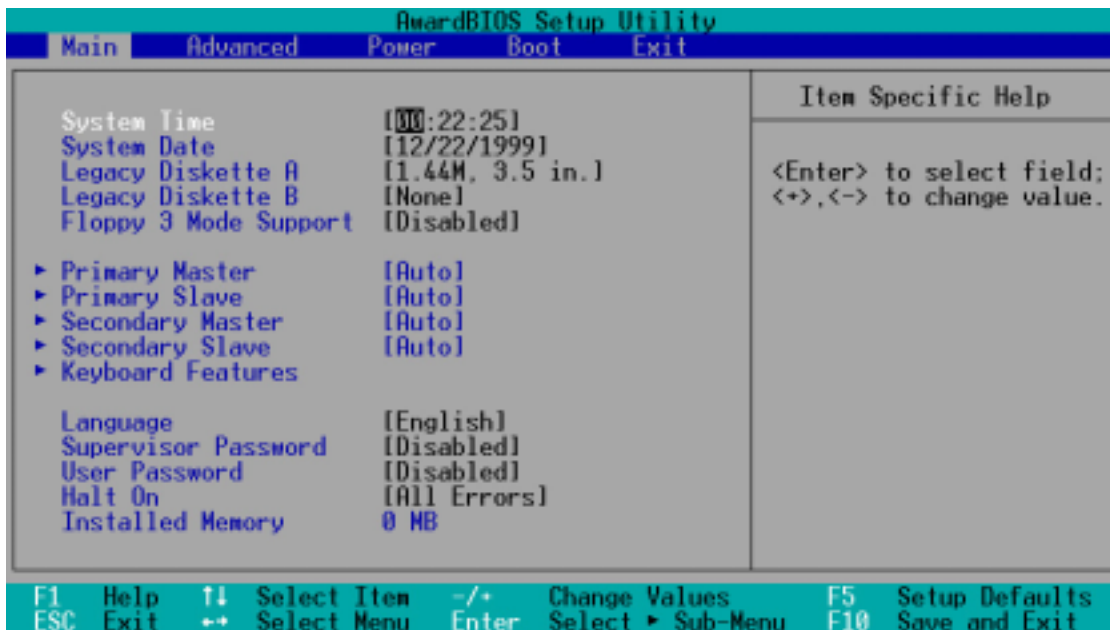 AwardBIOS Setup Utility
Main Advanced Power Boot Exit
System Time [00:22:25]
System Date [12/22/1999]
Legacy Diskette A [1.44M, 3.5 in.]
Legacy Diskette B [None]
Floppy 3 Mode Support [Disabled]
► Primary Master [Auto]
► Primary Slave [Auto]
► Secondary Master [Auto]
► Secondary Slave [Auto]
► Keyboard Features
Language [English]
Supervisor Password [Disabled]
User Password [Disabled]
Halt On [All Errors]
Installed Memory 0 MB
Item Specific Help
<Enter> to select field;
<+>,<-> to change value.
F1 Help ↑↓ Select Item -/+ Change Values F5 Setup Defaults
ESC Exit ←→ Select Menu Enter Select ► Sub-Menu F10 Save and Exit